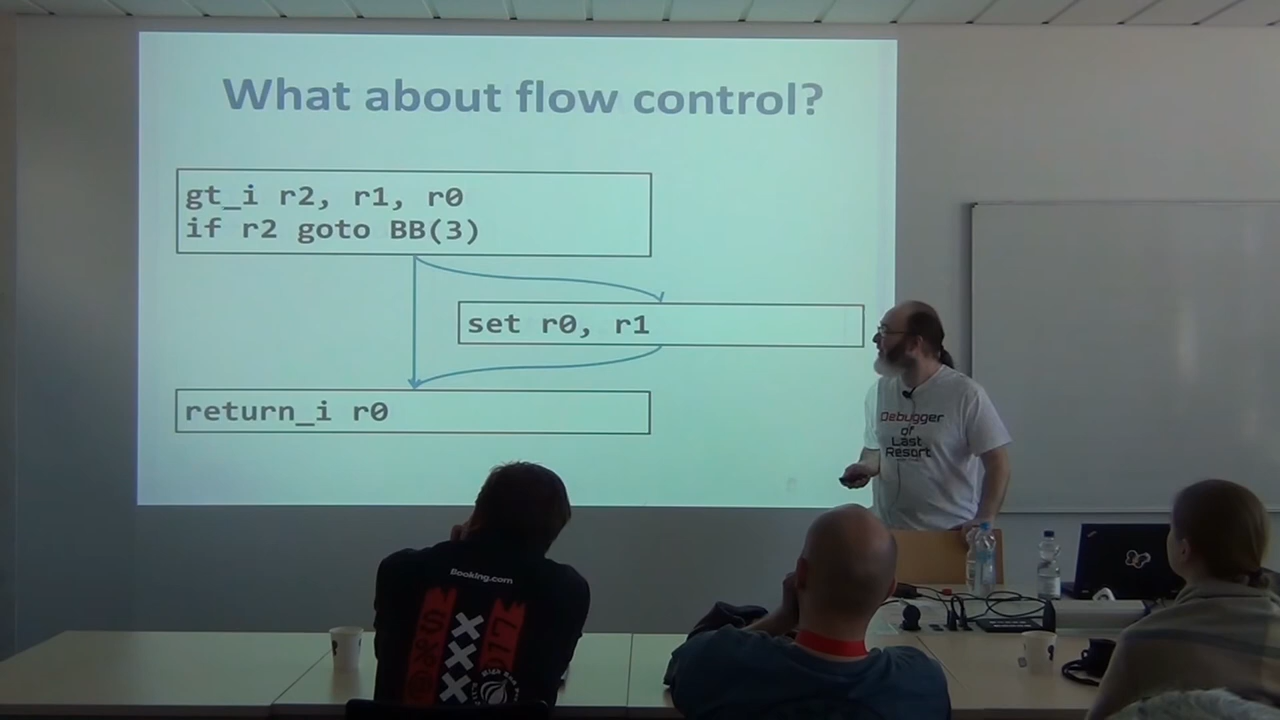 What about flow control?
gt_i r2, r1, r0
if r2 goto BB(3)
set r0, r1
return_i r0
Debugger
of
Last
Resort
Booking.com